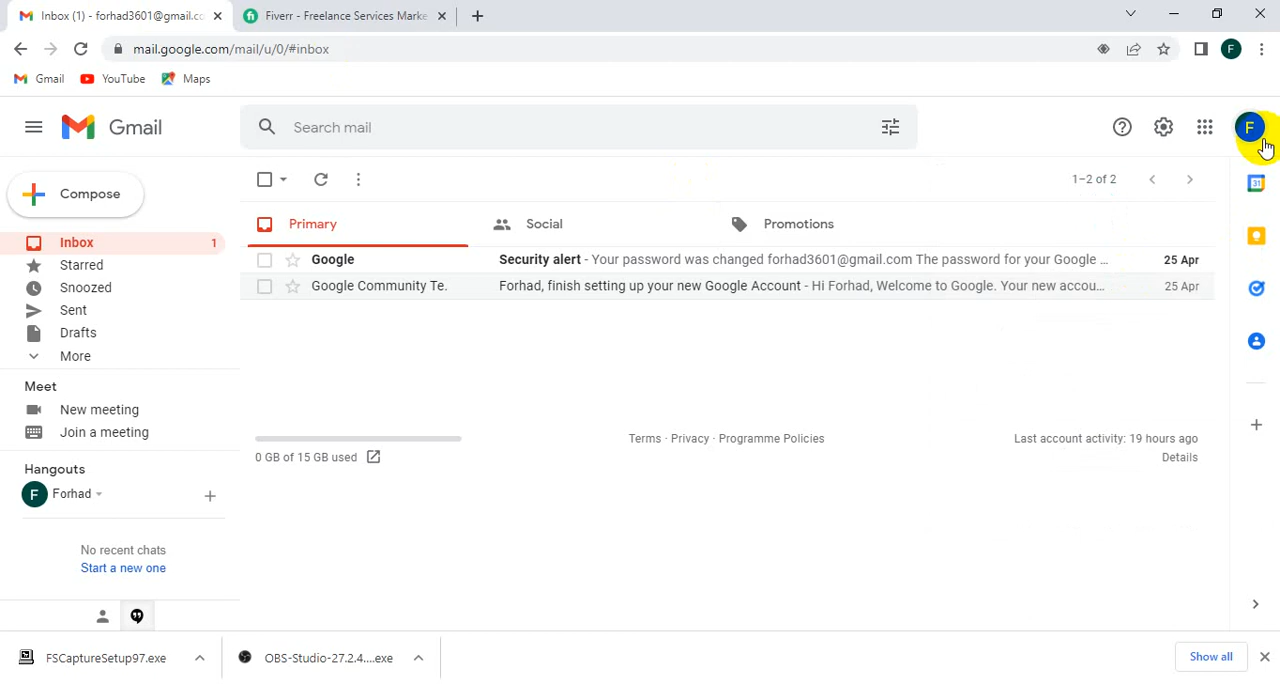 Inbox (1) - forhad3601@gmail.cc
Fiverr - Freelance Services Marke
mail.google.com/mail/u/0/#inbox
F
Gmail
YouTube
Maps
Gmail
Search mail
F
Compose
1–2 of 2
31
Primary
Social
Promotions
Inbox 1
Starred
Snoozed
Sent
Drafts
More
Google Security alert - Your password was changed forhad3601@gmail.com The password for your Google ... 25 Apr
Google Community Te. Forhad, finish setting up your new Google Account - Hi Forhad, Welcome to Google. Your new accou... 25 Apr
Meet
New meeting
Join a meeting
Terms · Privacy · Programme Policies
Last account activity: 19 hours ago
0 GB of 15 GB used
Details
Hangouts
F Forhad
No recent chats
Start a new one
FSCaptureSetup97.exe
OBS-Studio-27.2.4....exe
Show all